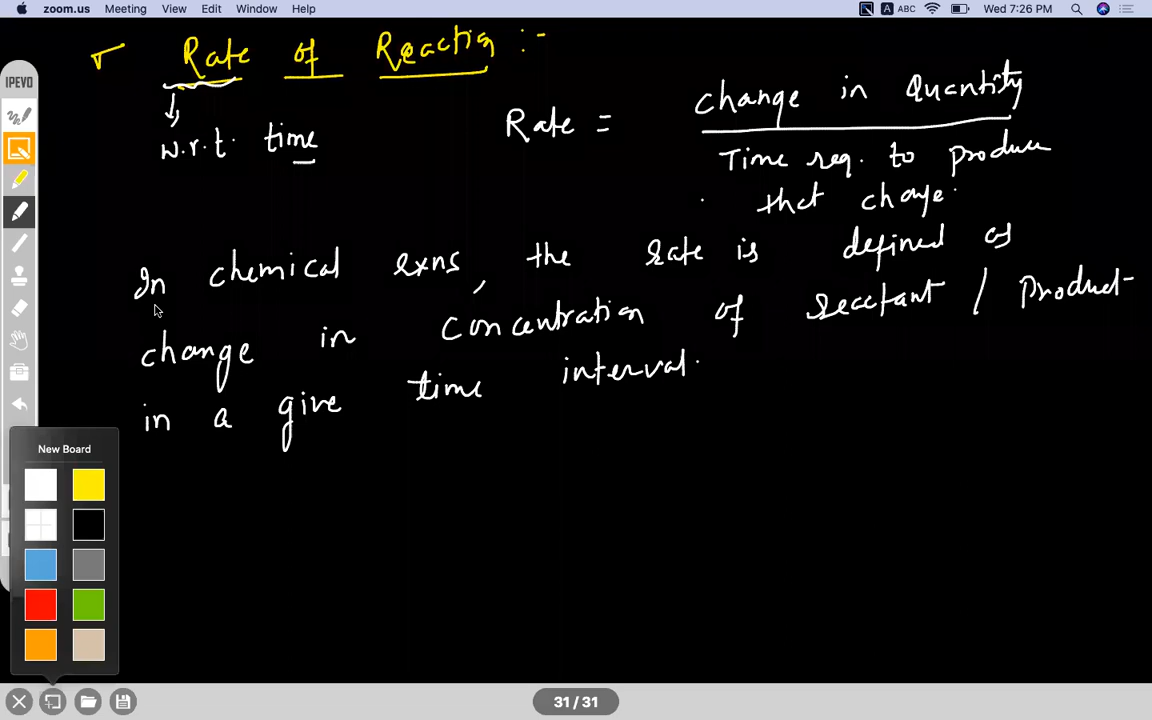 zoom.us Meeting View Edit Window Help A ABC Wed 7:26 PM
IPEVO
Rate of Reaction :-
w.r.t. time
Rate = change in Quantity
Time req. to produce
that change.
In chemical rxns, the rate is defined as
change in concentration of reactant / Product
in a give time interval.
New Board
31 / 31